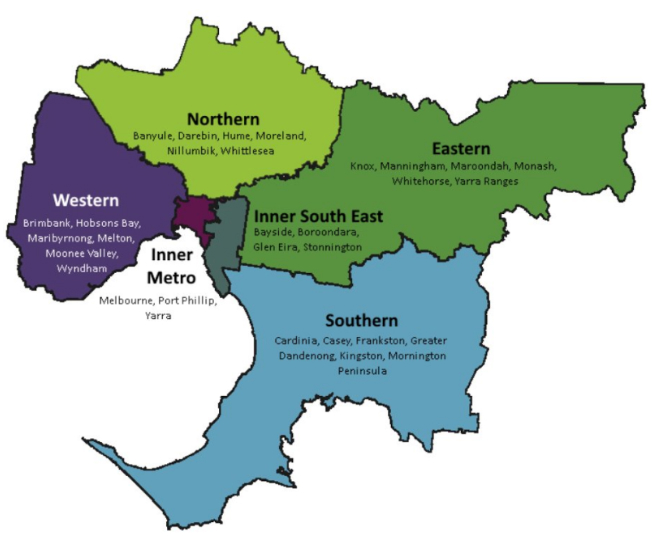 Northern
Banyule, Darebin, Hume, Moreland,
Nillumbik, Whittlesea
Eastern
Knox, Manningham, Maroondah, Monash,
Whitehorse, Yarra Ranges
Western
Brimbank, Hobsons Bay,
Maribyrnong, Melton,
Moonee Valley,
Wyndham
Inner South East
Bayside, Boroondara,
Glen Eira, Stonnington
Inner
Metro
Melbourne, Port Phillip,
Yarra
Southern
Cardinia, Casey, Frankston, Greater
Dandenong, Kingston, Mornington
Peninsula